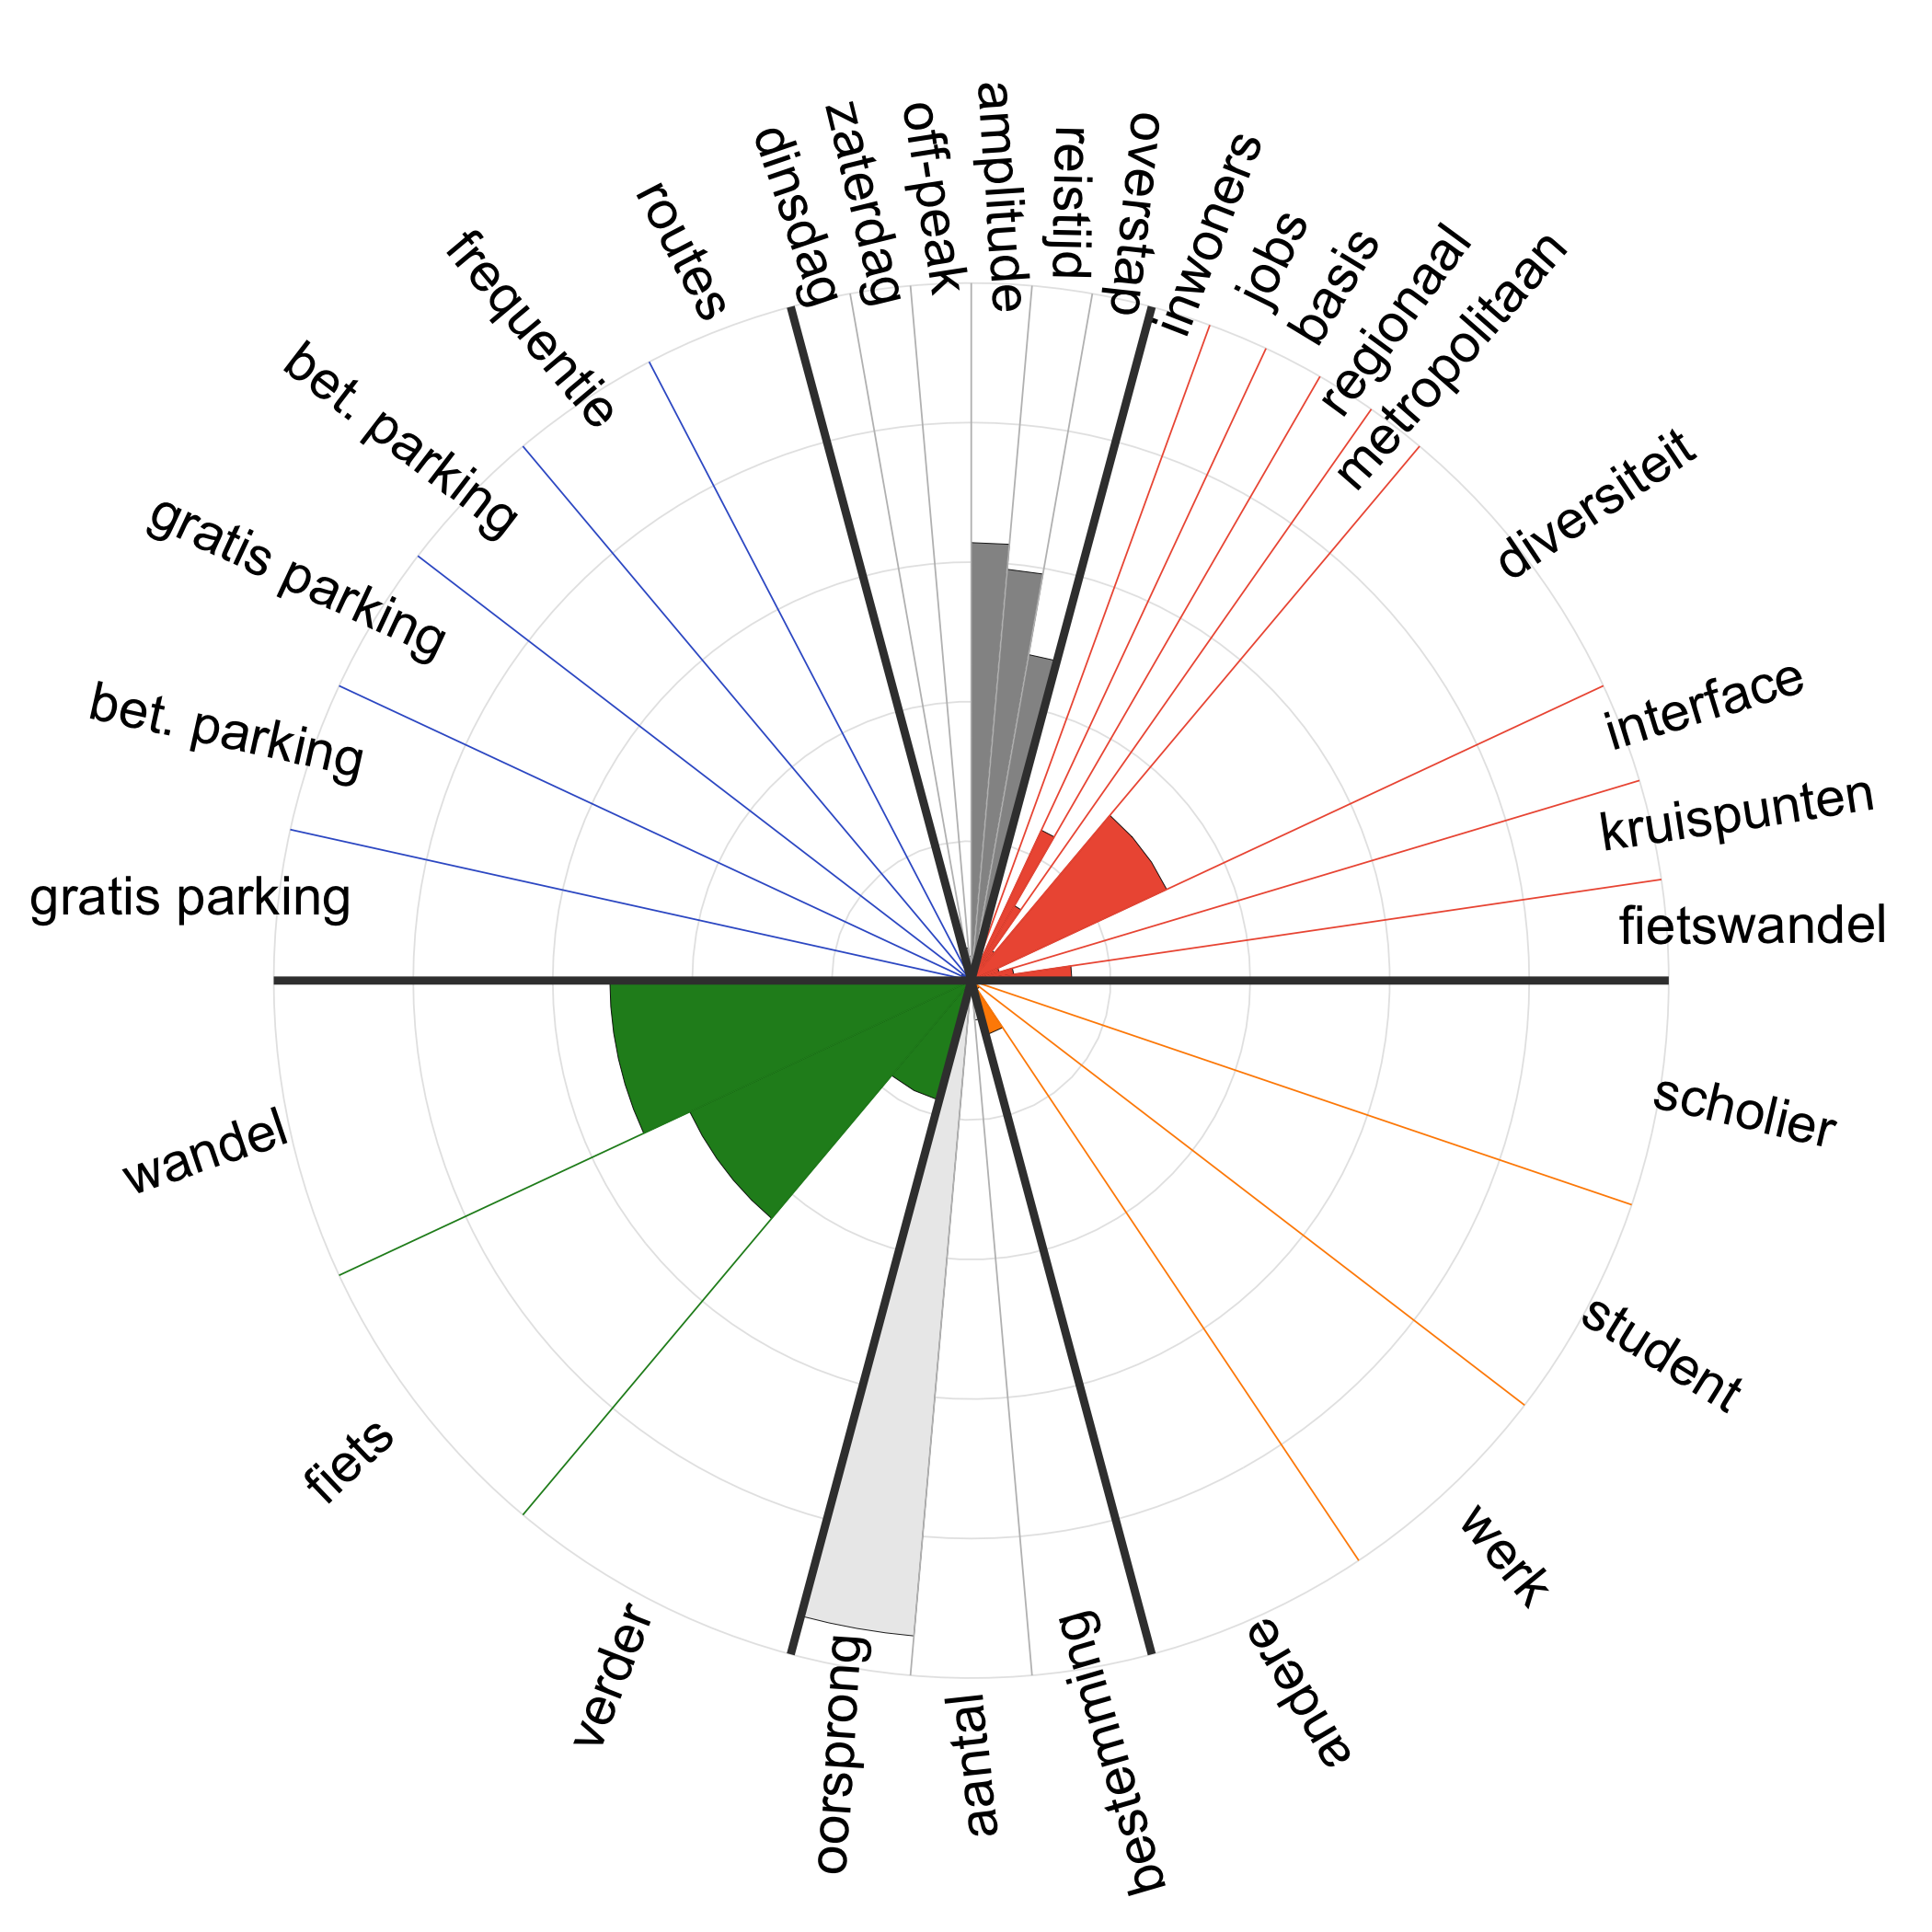 dinsdag
zaterdag
off-peak
amplitude
reistijd
overstap
inwoners
jobs
basis
regionaal
metropolitaan
diversiteit
interface
kruispunten
fietswandel
scholier
student
werk
andere
bestemming
aantal
oorsprong
verder
fiets
wandel
gratis parking
bet. parking
gratis parking
bet. parking
frequentie
routes